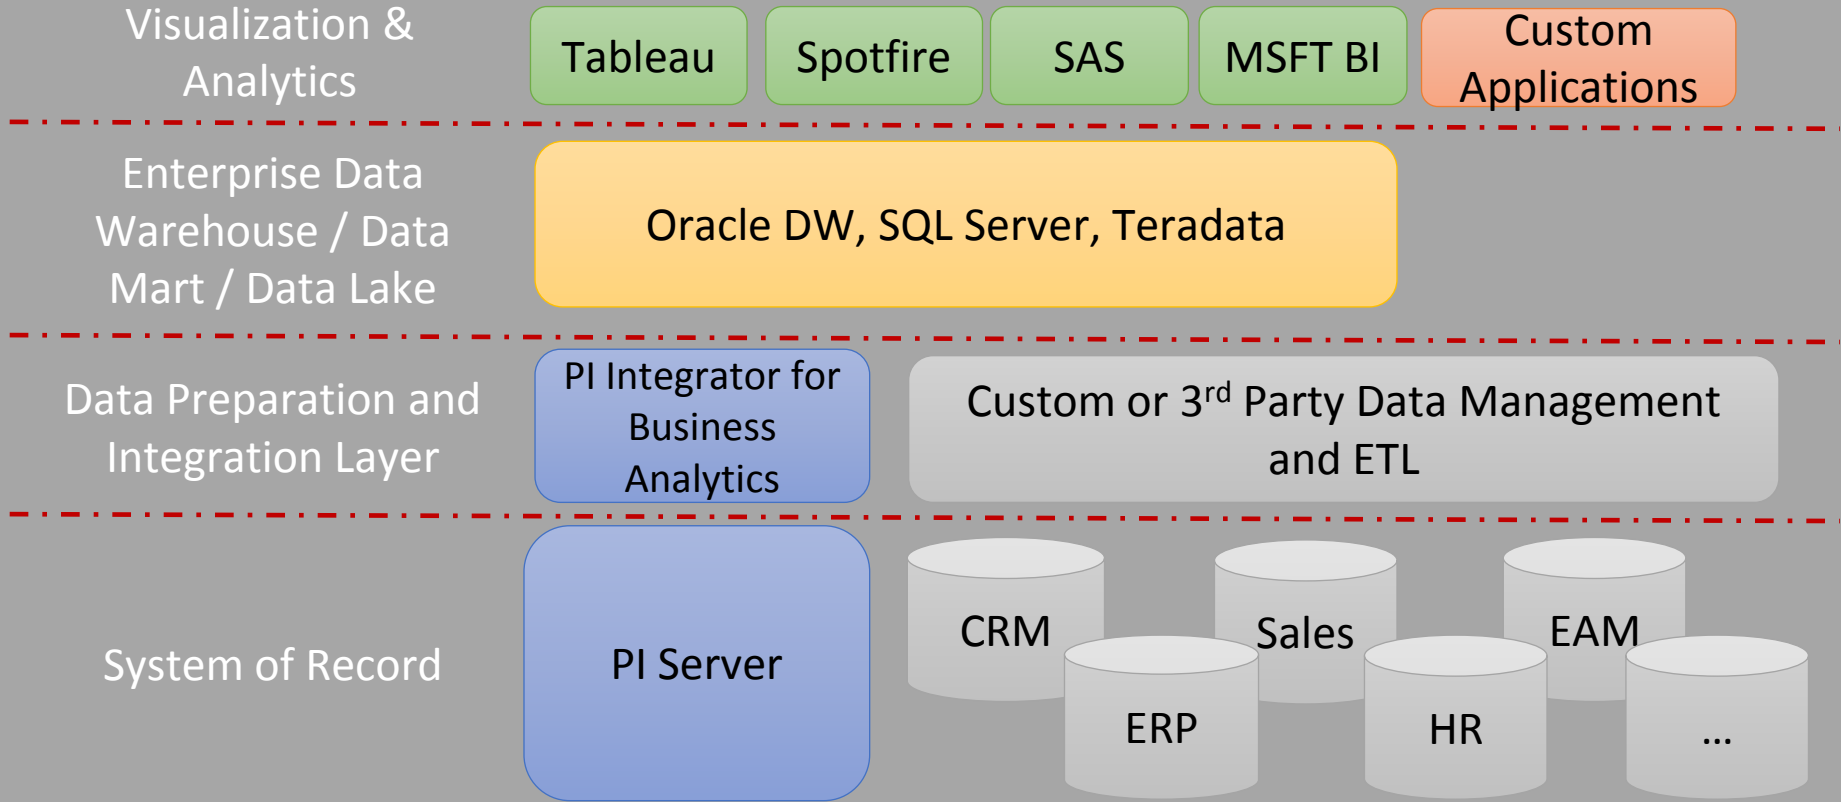 Visualization &
Analytics
Tableau
Spotfire
SAS
MSFT BI
Custom
Applications
Enterprise Data
Warehouse / Data
Mart / Data Lake
Oracle DW, SQL Server, Teradata
Data Preparation and
Integration Layer
PI Integrator for
Business
Analytics
Custom or 3rd Party Data Management
and ETL
System of Record
PI Server
CRM
Sales
EAM
ERP
HR
...